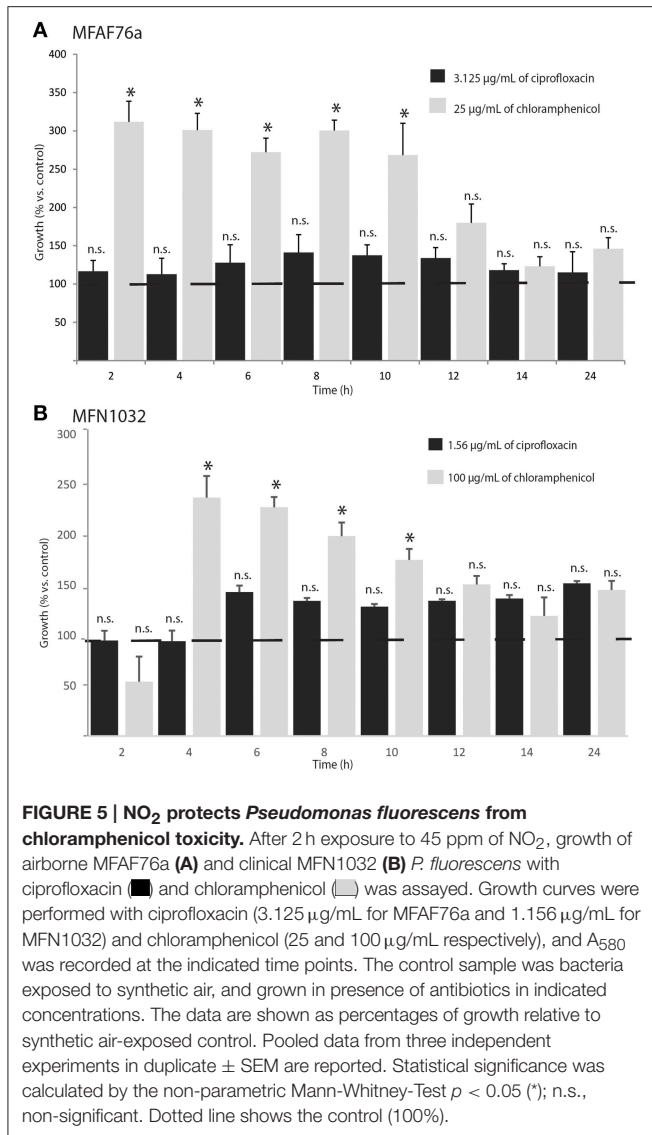 A
MFAF76a
400
350
300
250
200
150
100
50
Growth (% vs. control)
3.125 µg/mL of ciprofloxacin
25 µg/mL of chloramphenicol
* * * * *
n.s. n.s. n.s. n.s. n.s. n.s. n.s. n.s. n.s. n.s. n.s.
2 4 6 8 10 12 14 24
Time (h)
B
MFN1032
300
250
200
150
100
50
Growth (% vs. control)
1.56 µg/mL of ciprofloxacin
100 µg/mL of chloramphenicol
* * * *
n.s. n.s. n.s. n.s. n.s. n.s. n.s. n.s. n.s. n.s. n.s. n.s.
2 4 6 8 10 12 14 24
Time (h)
FIGURE 5 | NO₂ protects Pseudomonas fluorescens from
chloramphenicol toxicity. After 2 h exposure to 45 ppm of NO₂, growth of
airborne MFAF76a (A) and clinical MFN1032 (B) P. fluorescens with
ciprofloxacin (■) and chloramphenicol (□) was assayed. Growth curves were
performed with ciprofloxacin (3.125 µg/mL for MFAF76a and 1.156 µg/mL for
MFN1032) and chloramphenicol (25 and 100 µg/mL respectively), and A₅₈₀
was recorded at the indicated time points. The control sample was bacteria
exposed to synthetic air, and grown in presence of antibiotics in indicated
concentrations. The data are shown as percentages of growth relative to
synthetic air-exposed control. Pooled data from three independent
experiments in duplicate ± SEM are reported. Statistical significance was
calculated by the non-parametric Mann-Whitney-Test p < 0.05 (*); n.s.,
non-significant. Dotted line shows the control (100%).